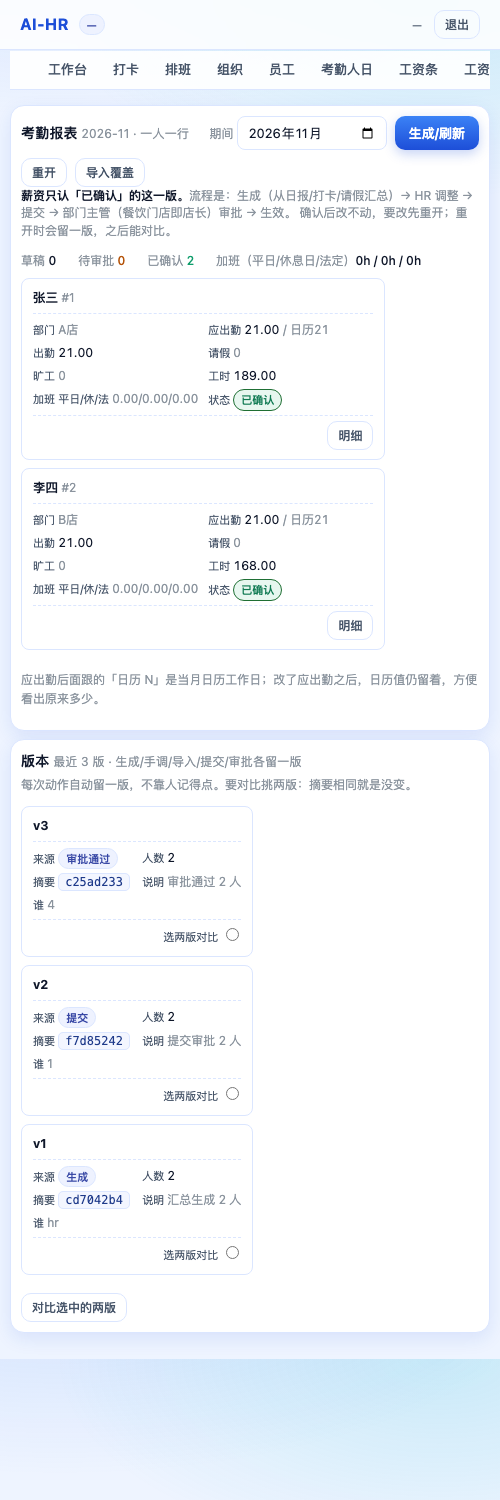 AI-HR — — 退出
工作台 打卡 排班 组织 员工 考勤人日 工资条 工资
考勤报表 2026-11 · 一人一行 期间 2026年11月 生成/刷新
重开 导入覆盖
薪资只认「已确认」的这一版。流程是：生成（从日报/打卡/请假汇总）→ HR 调整 →
提交 → 部门主管（餐饮门店即店长）审批 → 生效。 确认后改不动，要改先重开；重
开时会留一版，之后能对比。
草稿 0 待审批 0 已确认 2 加班（平日/休息日/法定）0h / 0h / 0h
张三 #1
部门 A店 应出勤 21.00 / 日历21
出勤 21.00 请假 0
旷工 0 工时 189.00
加班 平日/休/法 0.00/0.00/0.00 状态 已确认
明细
李四 #2
部门 B店 应出勤 21.00 / 日历21
出勤 21.00 请假 0
旷工 0 工时 168.00
加班 平日/休/法 0.00/0.00/0.00 状态 已确认
明细
应出勤后面跟的「日历 N」是当月日历工作日；改了应出勤之后，日历值仍留着，方便
看出原来多少。
版本 最近 3 版 · 生成/手调/导入/提交/审批各留一版
每次动作自动留一版，不靠人记得点。要对比挑两版：摘要相同就是没变。
v3
来源 审批通过 人数 2
摘要 c25ad233 说明 审批通过 2 人
谁 4
选两版对比
v2
来源 提交 人数 2
摘要 f7d85242 说明 提交审批 2 人
谁 1
选两版对比
v1
来源 生成 人数 2
摘要 cd7042b4 说明 汇总生成 2 人
谁 hr
选两版对比
对比选中的两版